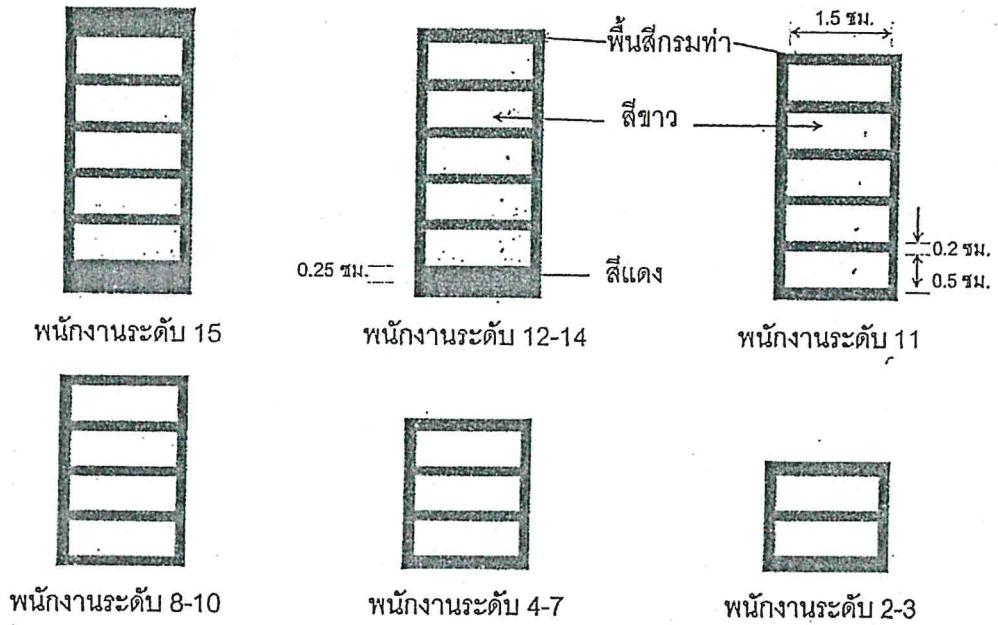 1.5 ซม.
พื้นสีกรมท่า
สีขาว
0.2 ซม.
0.5 ซม.
0.25 ซม.
สีแดง
พนักงานระดับ 15
พนักงานระดับ 12-14
พนักงานระดับ 11
พนักงานระดับ 8-10
พนักงานระดับ 4-7
พนักงานระดับ 2-3